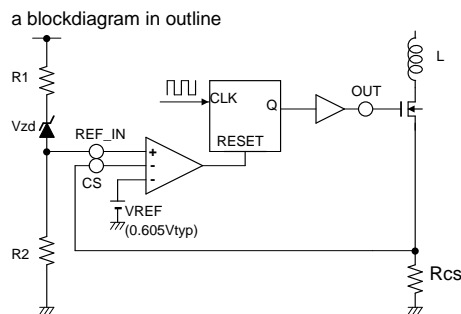 a blockdiagram in outline
R1
L
OUT
CLK
Q
Vzd
REF_IN
RESET
+
-
CS
-
VREF
(0.605Vtyp)
R2
Rcs